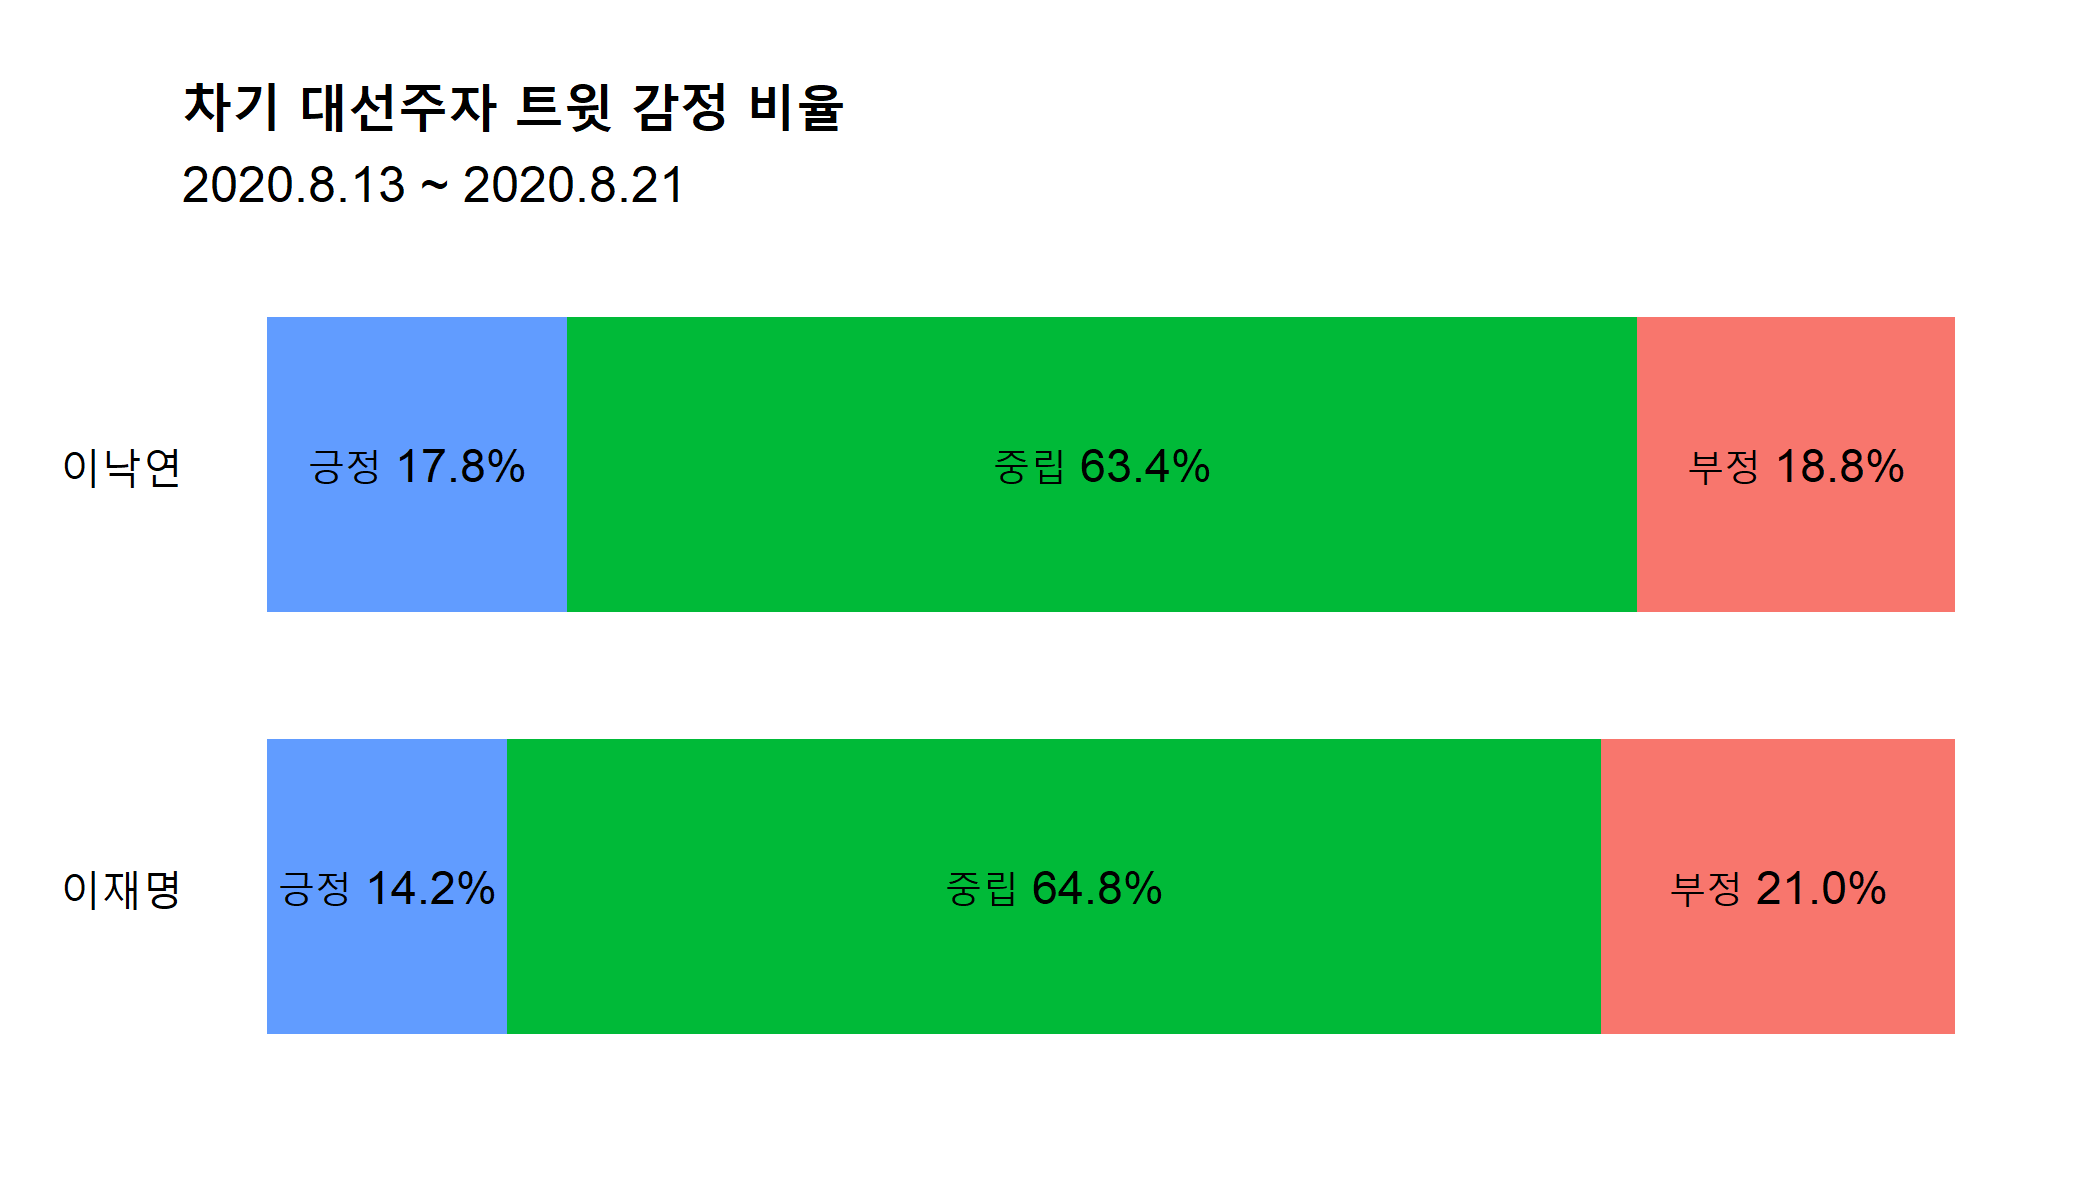 차기 대선주자 트윗 감정 비율
2020.8.13 ~ 2020.8.21
이낙연 긍정 17.8% 중립 63.4% 부정 18.8%
이재명 긍정 14.2% 중립 64.8% 부정 21.0%